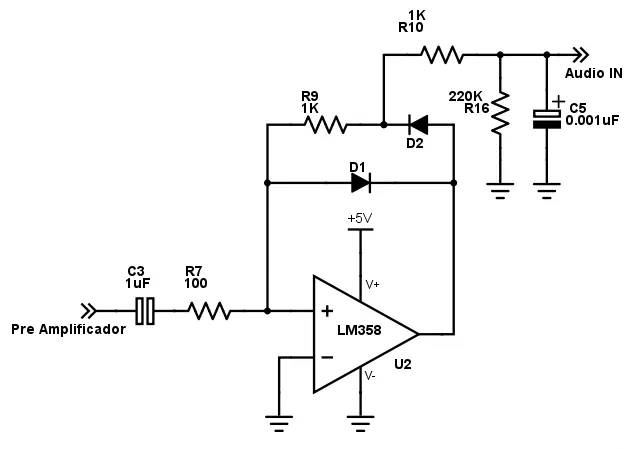 1K
R10
Audio IN
R9
1K
220K
R16
C5
0.001uF
D2
D1
+5V
V+
C3
1uF
R7
100
Pre Amplificador
+
LM358
−
U2
V-
+